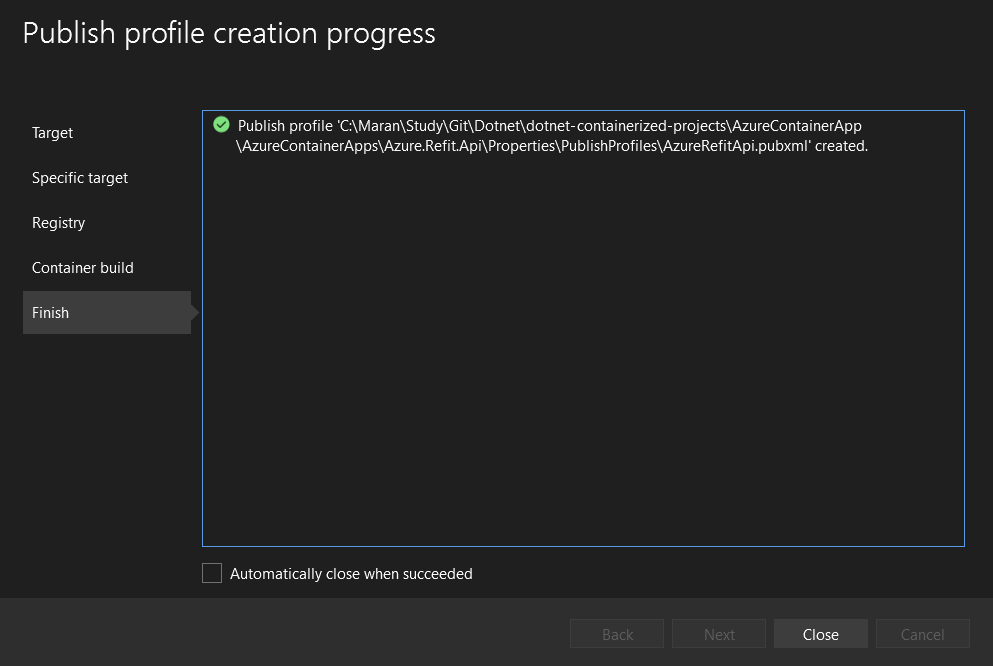 Publish profile creation progress
Target
Specific target
Registry
Container build
Finish
Publish profile 'C:\Maran\Study\Git\Dotnet\dotnet-containerized-projects\AzureContainerApp
\AzureContainerApps\Azure.Refit.Api\Properties\PublishProfiles\AzureRefitApi.pubxml' created.
Automatically close when succeeded
Back
Next
Close
Cancel